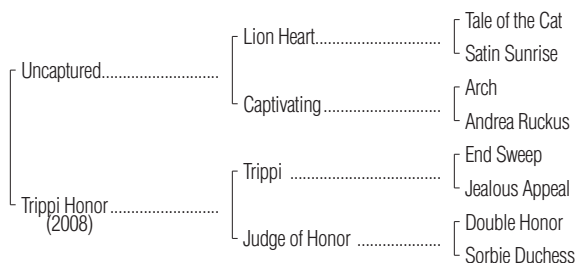 Tale of the Cat
Lion Heart
Satin Sunrise
Uncaptured
Arch
Captivating
Andrea Ruckus
End Sweep
Trippi
Jealous Appeal
Trippi Honor
(2008)
Double Honor
Judge of Honor
Sorbie Duchess